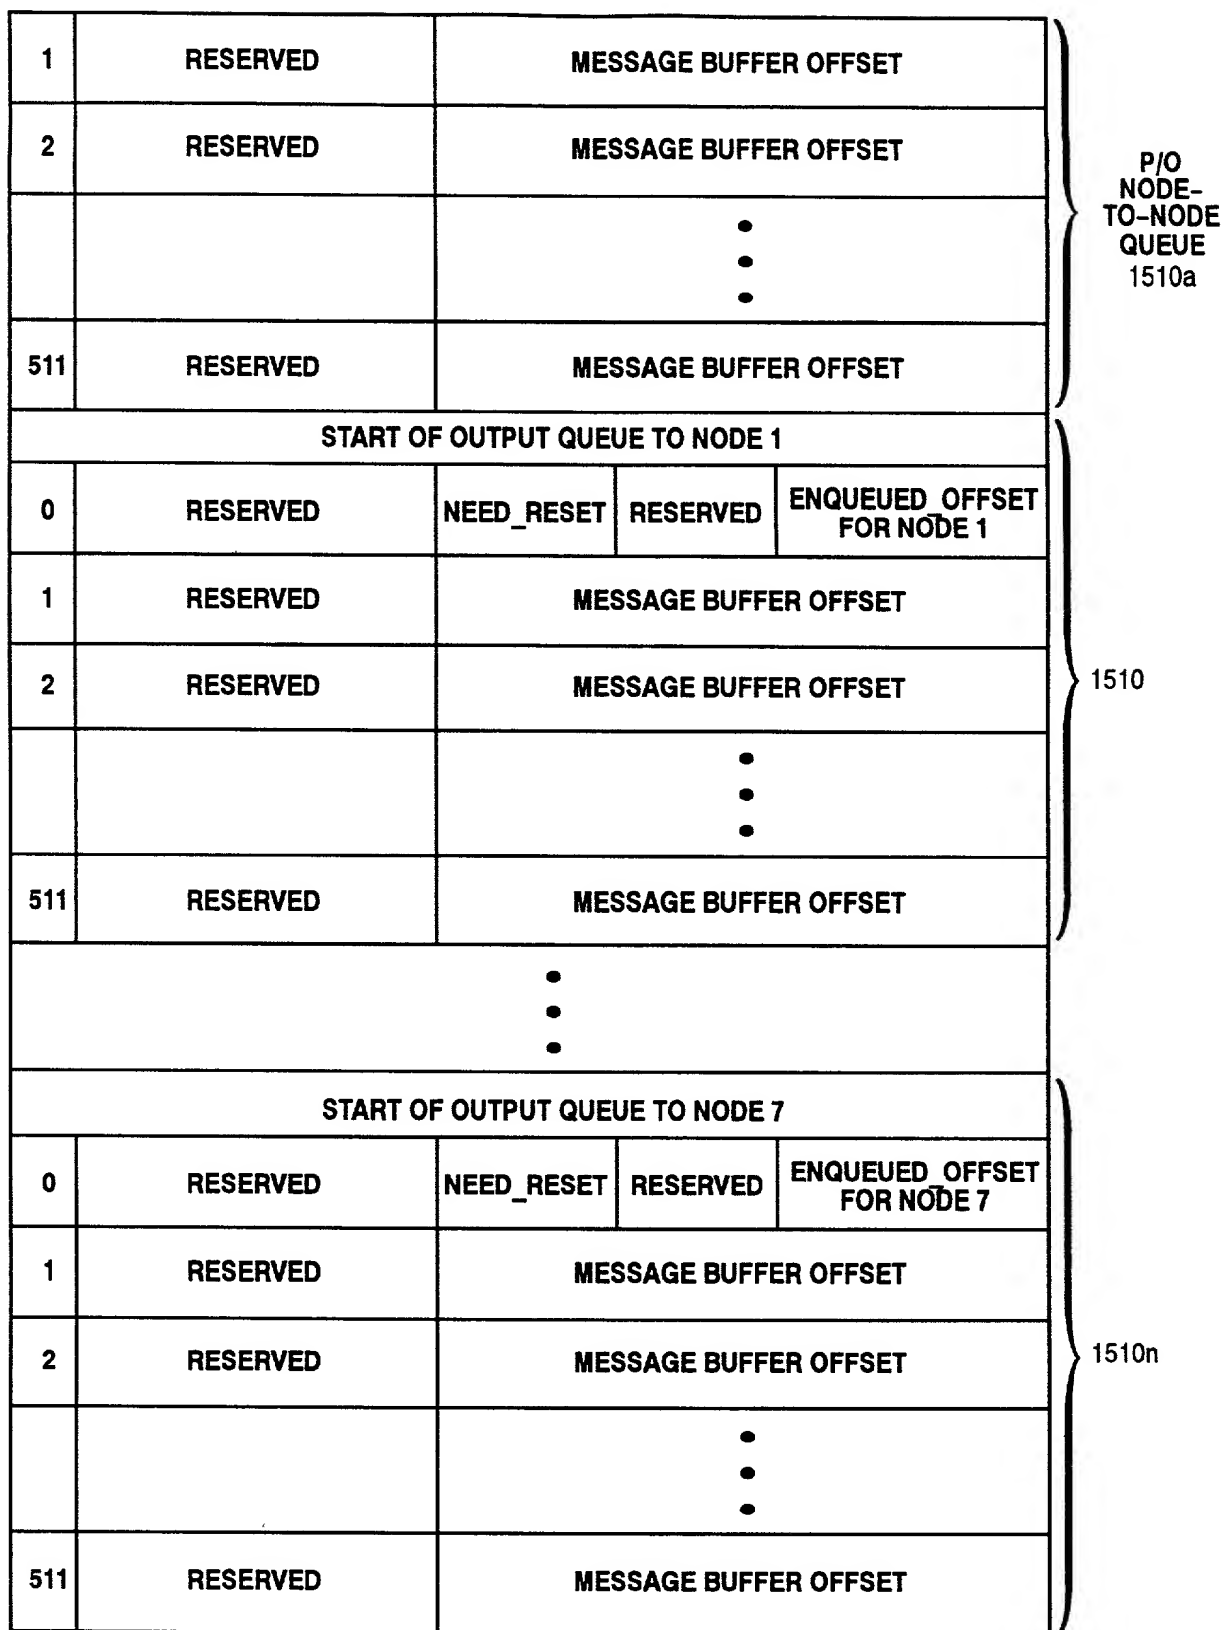 1 RESERVED MESSAGE BUFFER OFFSET
2 RESERVED MESSAGE BUFFER OFFSET
P/O
NODE-
TO-NODE
QUEUE
1510a
511 RESERVED MESSAGE BUFFER OFFSET
START OF OUTPUT QUEUE TO NODE 1
0 RESERVED NEED_RESET RESERVED ENQUEUED_OFFSET
FOR NODE 1
1 RESERVED MESSAGE BUFFER OFFSET
2 RESERVED MESSAGE BUFFER OFFSET
1510
511 RESERVED MESSAGE BUFFER OFFSET
START OF OUTPUT QUEUE TO NODE 7
0 RESERVED NEED_RESET RESERVED ENQUEUED_OFFSET
FOR NODE 7
1 RESERVED MESSAGE BUFFER OFFSET
2 RESERVED MESSAGE BUFFER OFFSET
1510n
511 RESERVED MESSAGE BUFFER OFFSET